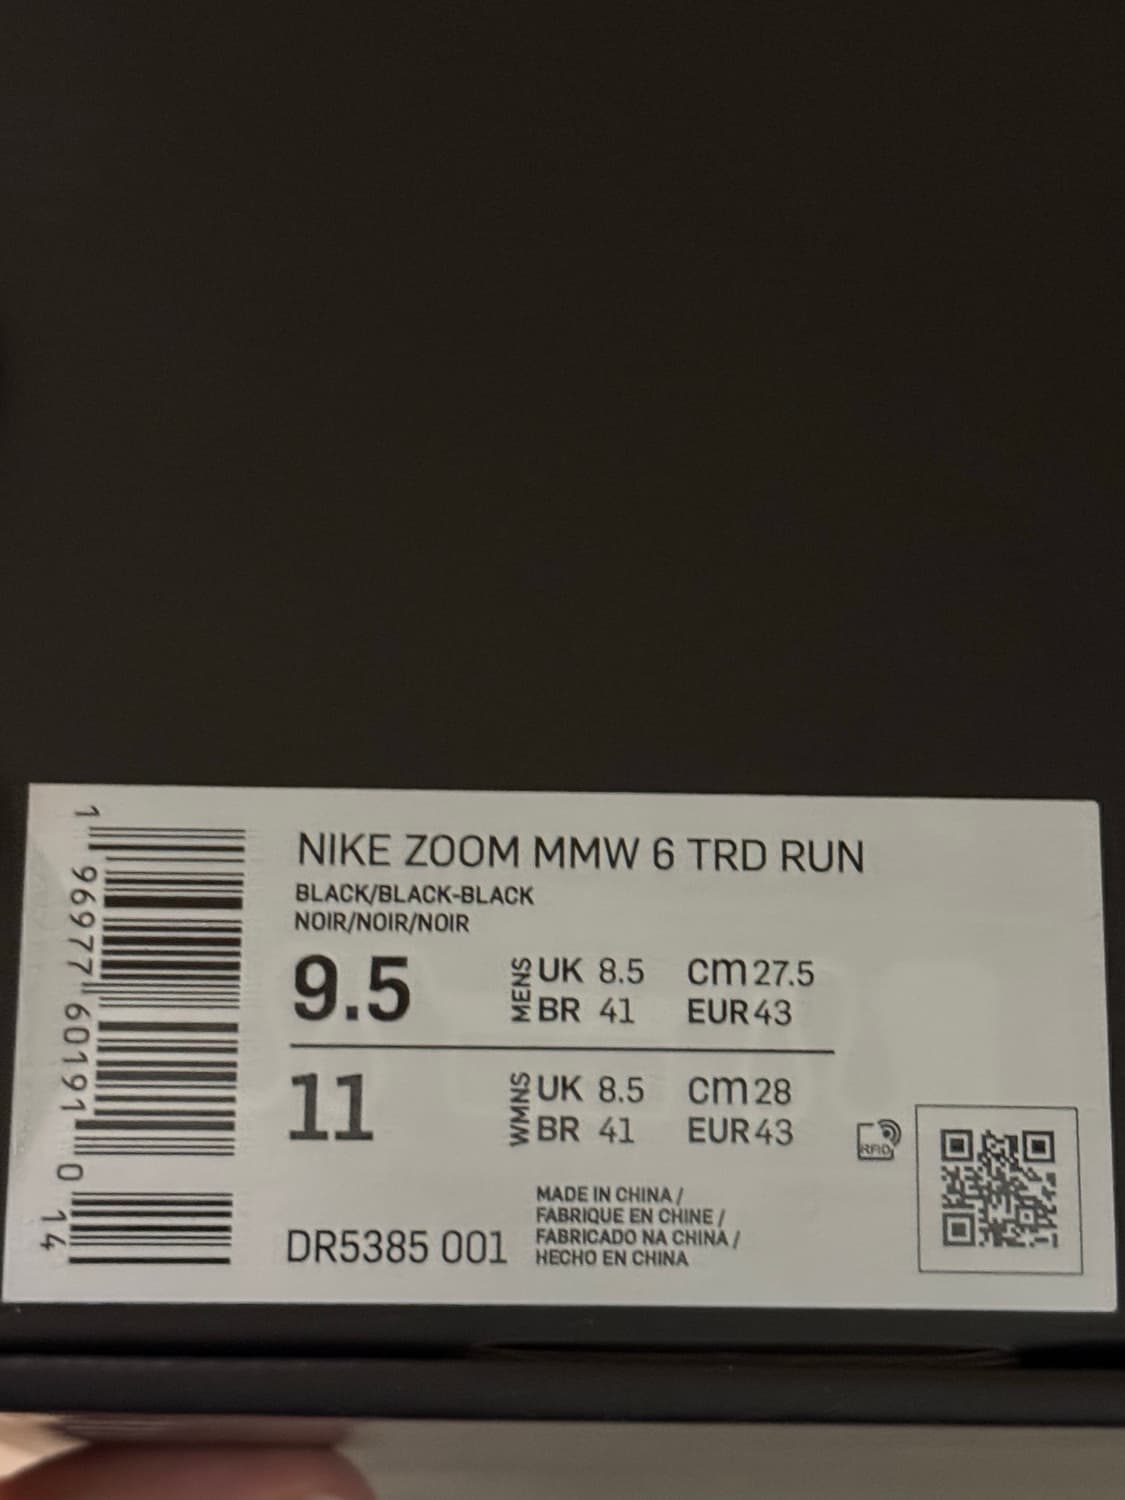 NIKE ZOOM MMW 6 TRD RUN
BLACK/BLACK-BLACK
NOIR/NOIR/NOIR
9.5 MENS UK 8.5 cm 27.5
BR 41 EUR 43
11 WMNS UK 8.5 cm 28
BR 41 EUR 43
RFID
MADE IN CHINA /
FABRIQUE EN CHINE /
FABRICADO NA CHINA /
HECHO EN CHINA
DR5385 001
1 96977 60191 0 14